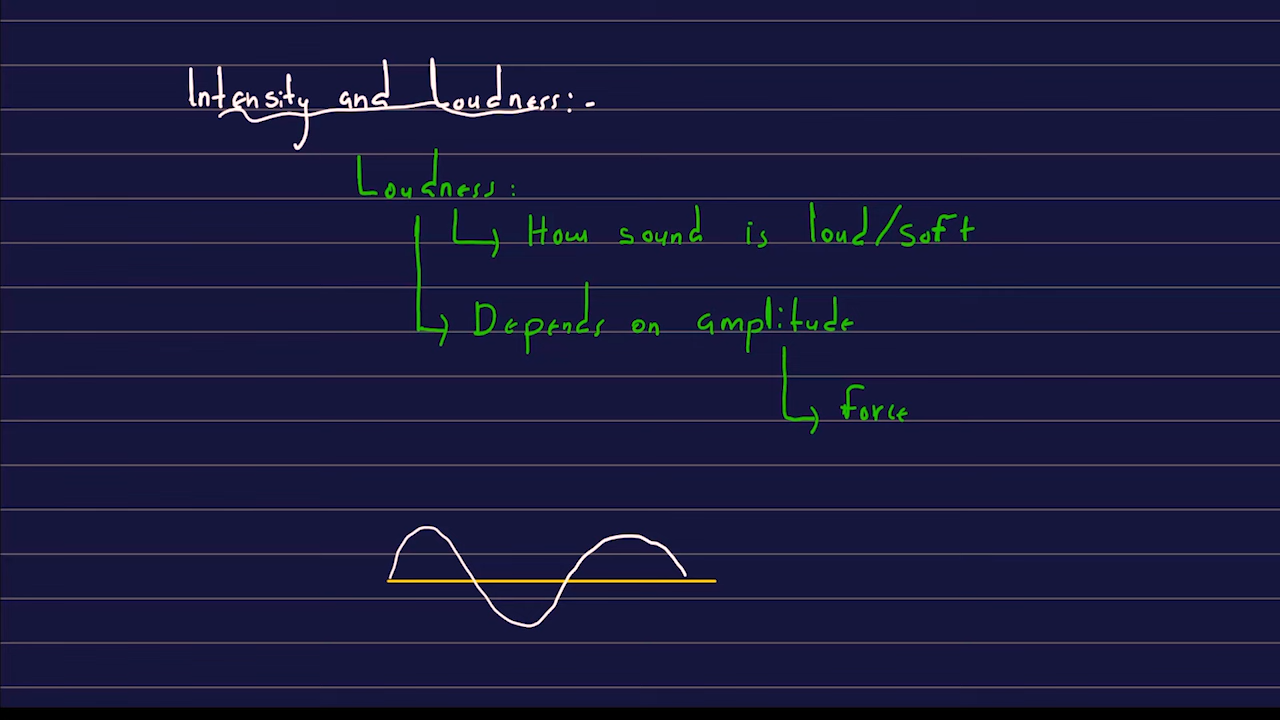 Intensity and Loudness:-
Loudness:
How sound is loud/soft
Depends on amplitude
force